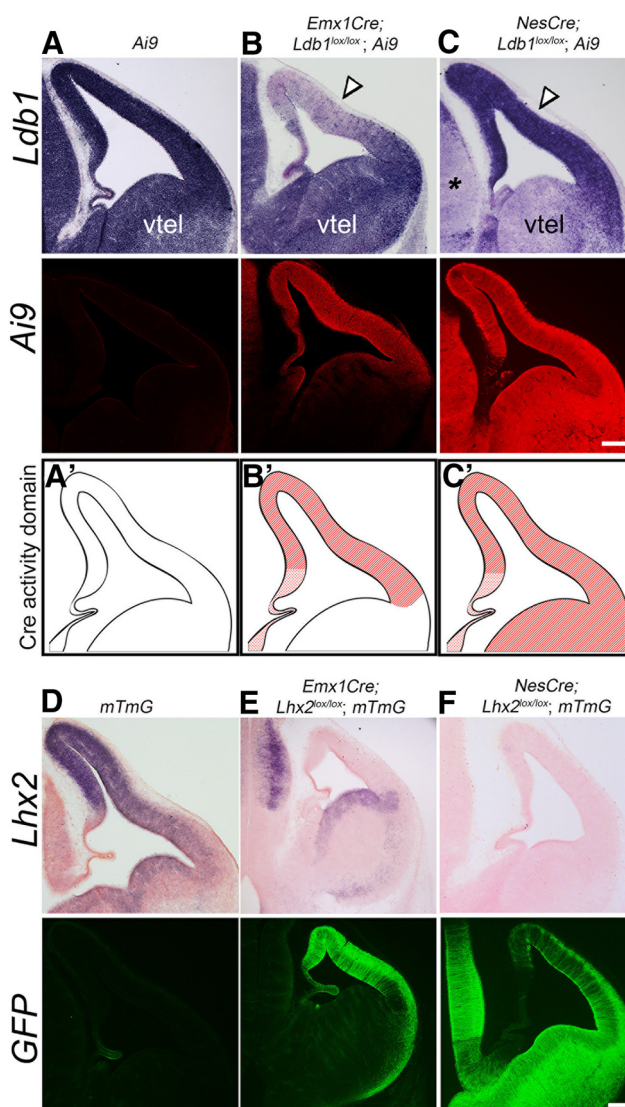 A
Ai9
B
Emx1Cre;
Ldb1lox/lox; Ai9
C
NesCre;
Ldb1lox/lox; Ai9
Ldb1
vtel
vtel
*
vtel
Ai9
Cre activity domain
A'
B'
C'
D
mTmG
E
Emx1Cre;
Lhx2lox/lox; mTmG
F
NesCre;
Lhx2lox/lox; mTmG
Lhx2
GFP